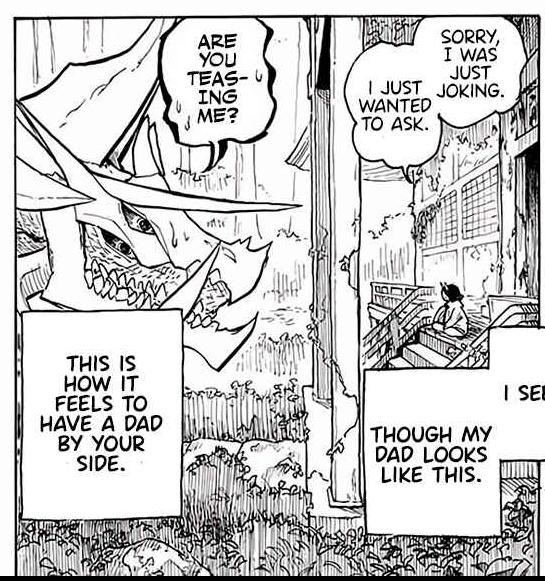 SORRY,
I WAS
JUST
JOKING.
I JUST
WANTED
TO ASK.
ARE
YOU
TEAS-
ING
ME?
I SE
THOUGH MY
DAD LOOKS
LIKE THIS.
THIS IS
HOW IT
FEELS TO
HAVE A DAD
BY YOUR
SIDE.